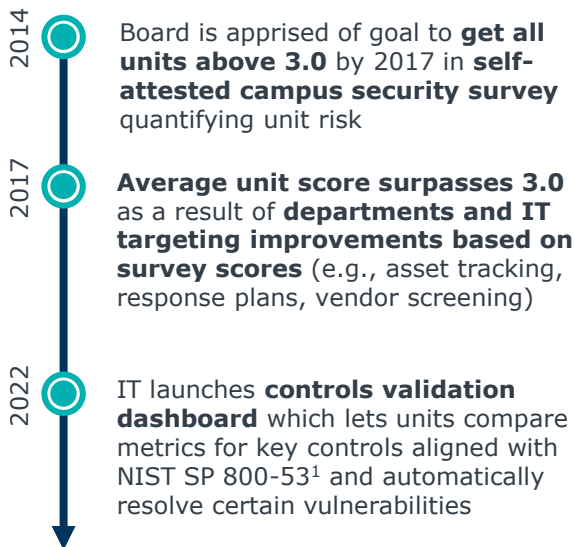 2014
Board is apprised of goal to get all
units above 3.0 by 2017 in self-
attested campus security survey
quantifying unit risk
2017
Average unit score surpasses 3.0
as a result of departments and IT
targeting improvements based on
survey scores (e.g., asset tracking,
response plans, vendor screening)
2022
IT launches controls validation
dashboard which lets units compare
metrics for key controls aligned with
NIST SP 800-53¹ and automatically
resolve certain vulnerabilities